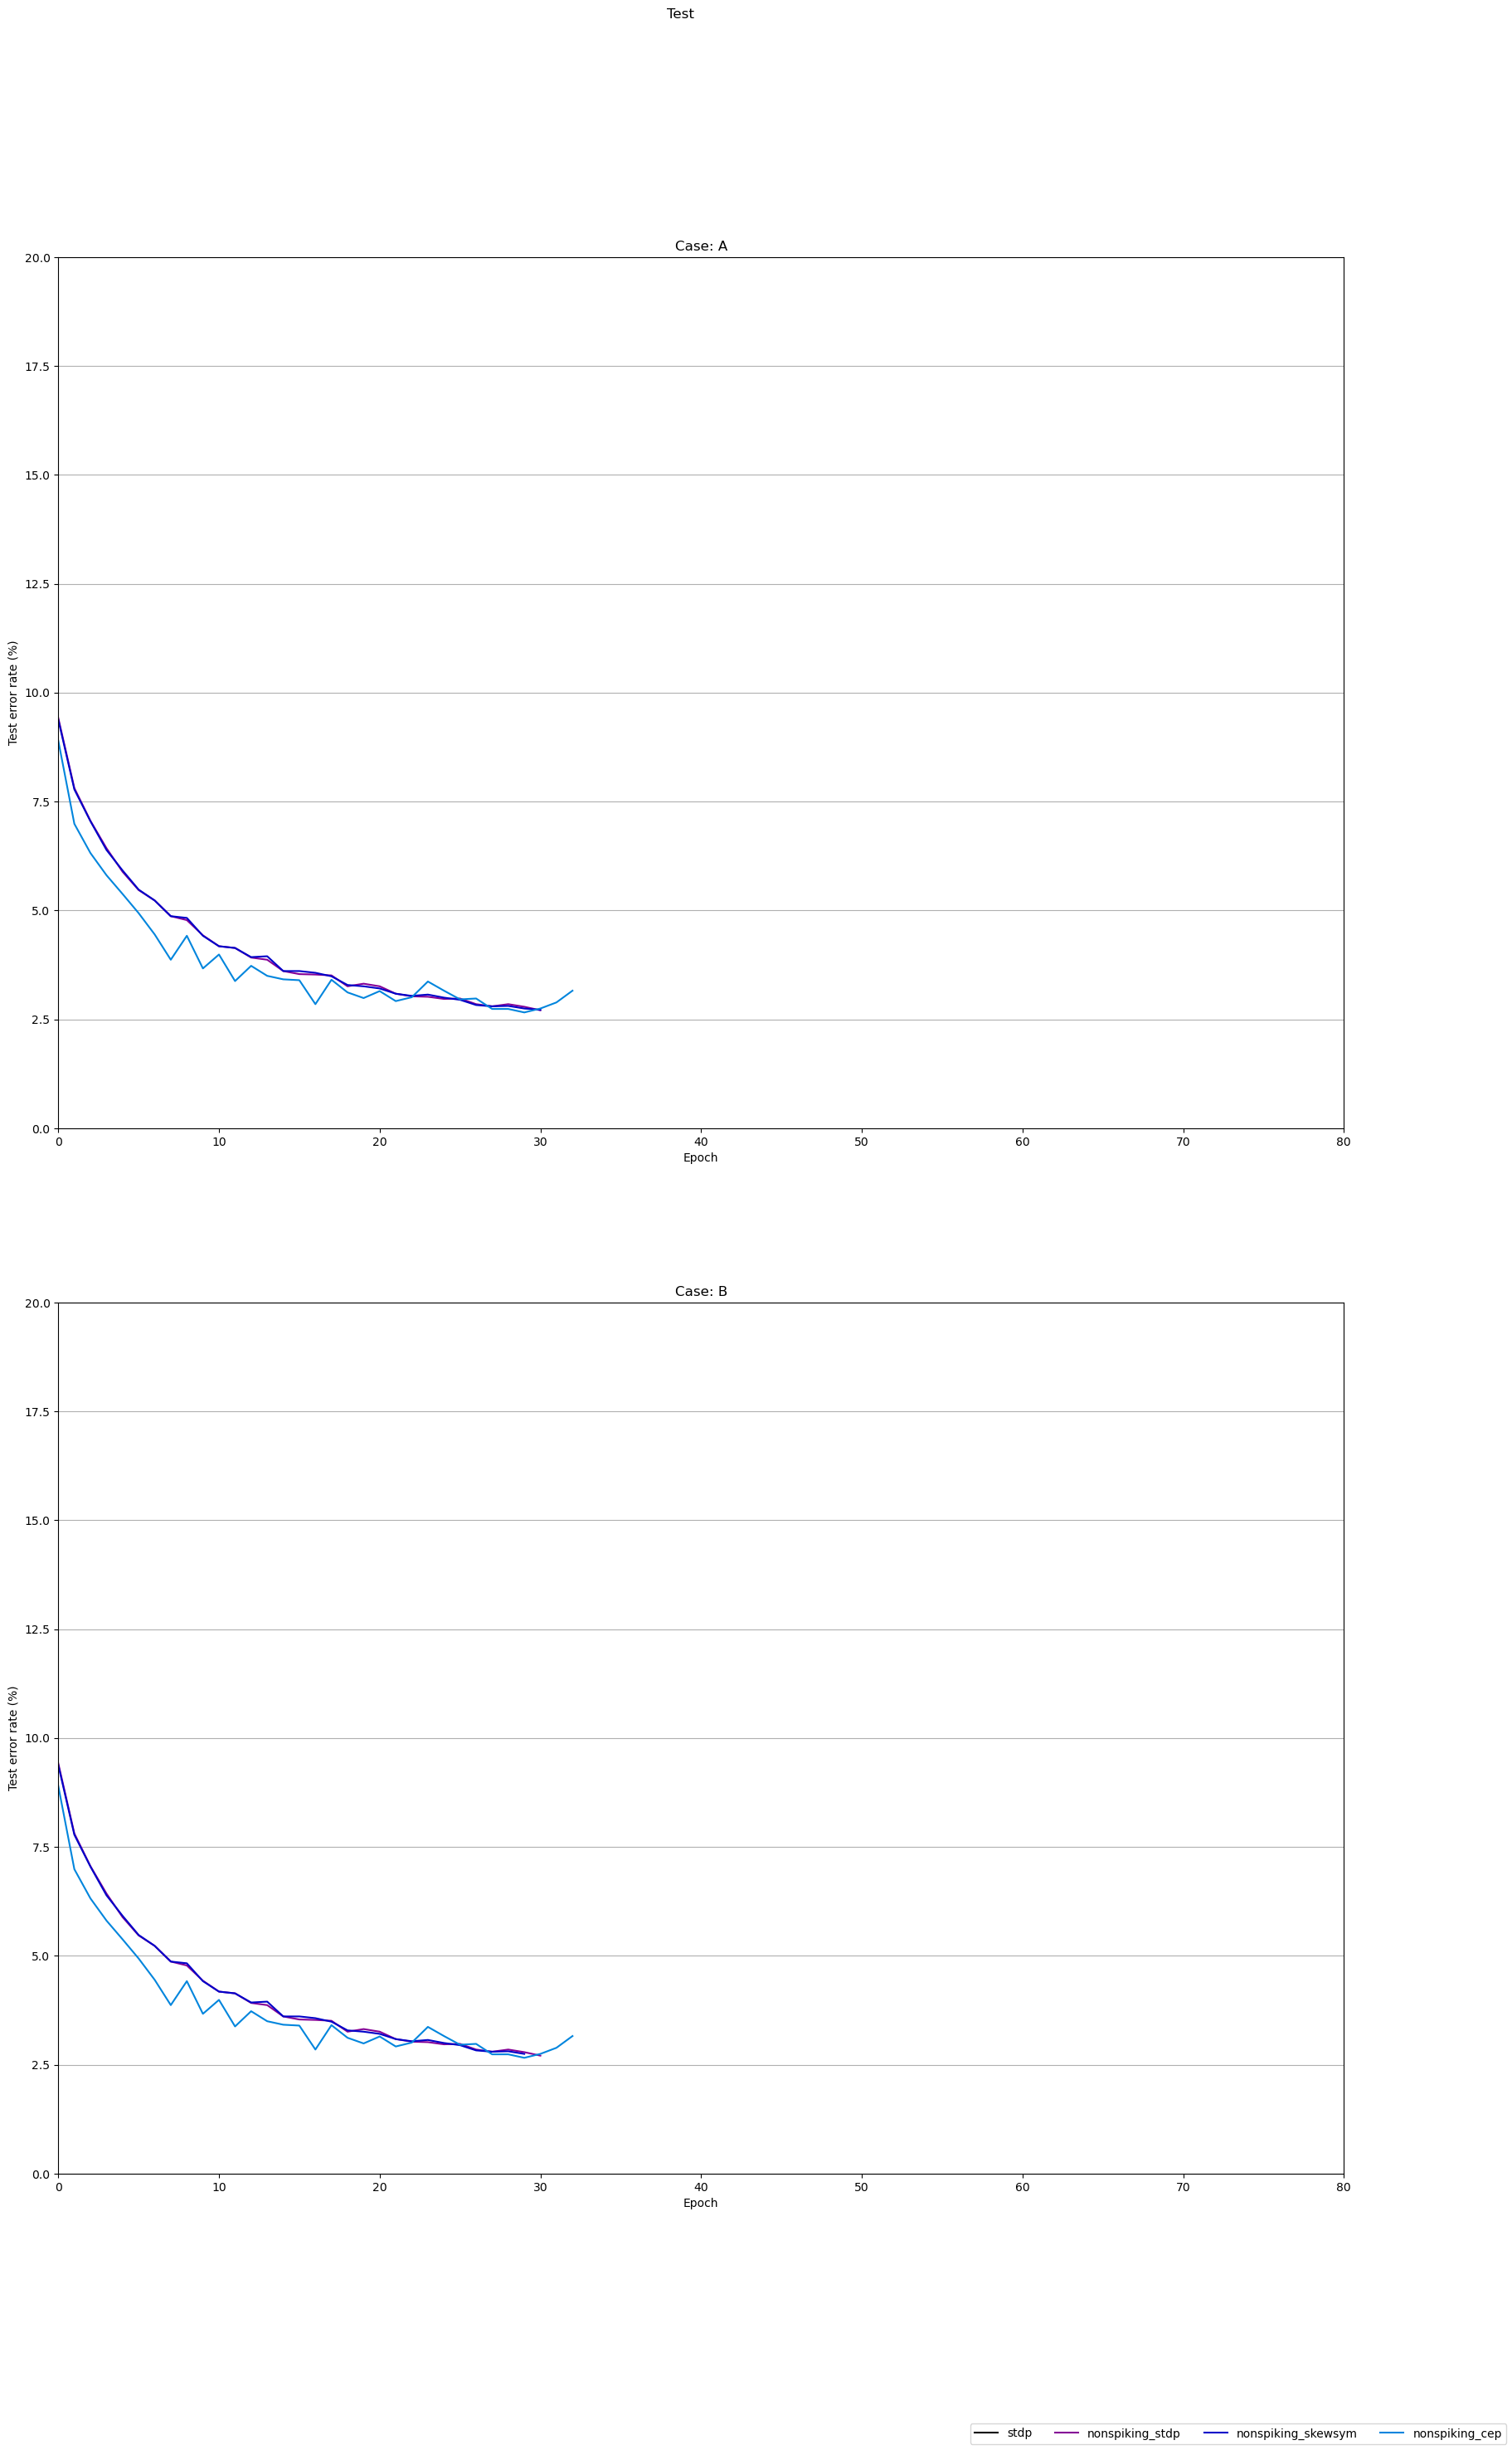 Test
Case: A
20.0
17.5
15.0
12.5
10.0
7.5
5.0
2.5
0.0
Test error rate (%)
0 10 20 30 40 50 60 70 80
Epoch
Case: B
20.0
17.5
15.0
12.5
10.0
7.5
5.0
2.5
0.0
Test error rate (%)
0 10 20 30 40 50 60 70 80
Epoch
stdp nonspiking_stdp nonspiking_skewsym nonspiking_cep